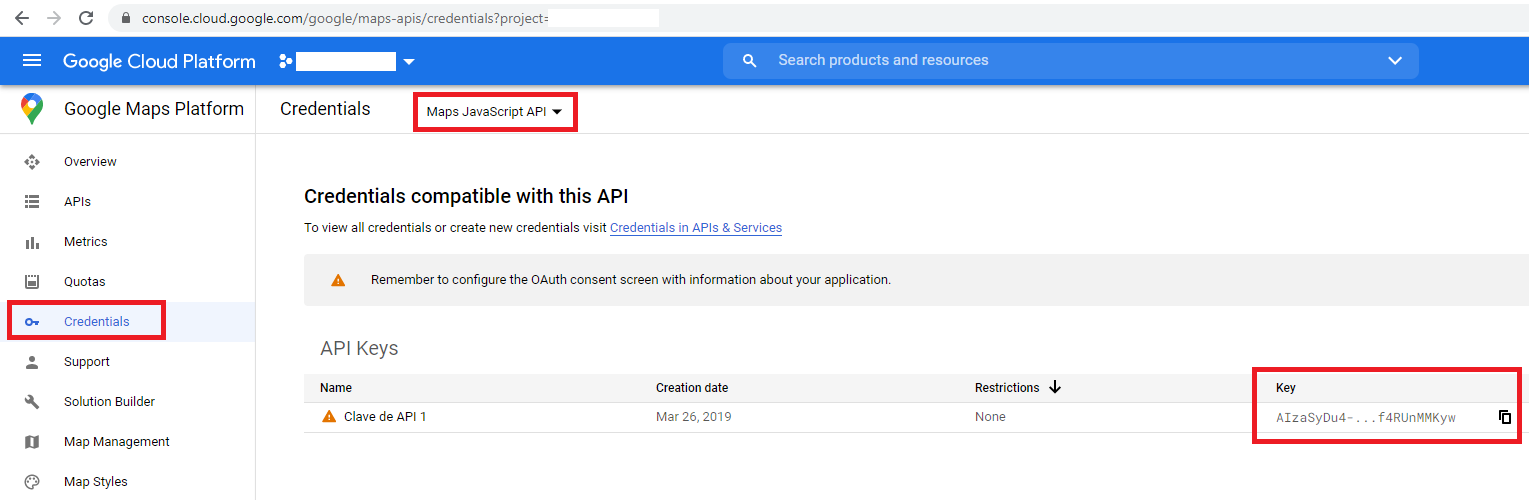 console.cloud.google.com/google/maps-apis/credentials?project=
Google Cloud Platform
Search products and resources
Google Maps Platform
Credentials
Maps JavaScript API
Overview
APIs
Metrics
Quotas
Credentials
Support
Solution Builder
Map Management
Map Styles
Credentials compatible with this API
To view all credentials or create new credentials visit Credentials in APIs & Services
Remember to configure the OAuth consent screen with information about your application.
API Keys
Name Creation date Restrictions Key
Clave de API 1 Mar 26, 2019 None AIzaSyDu4-...f4RUnMMKyw